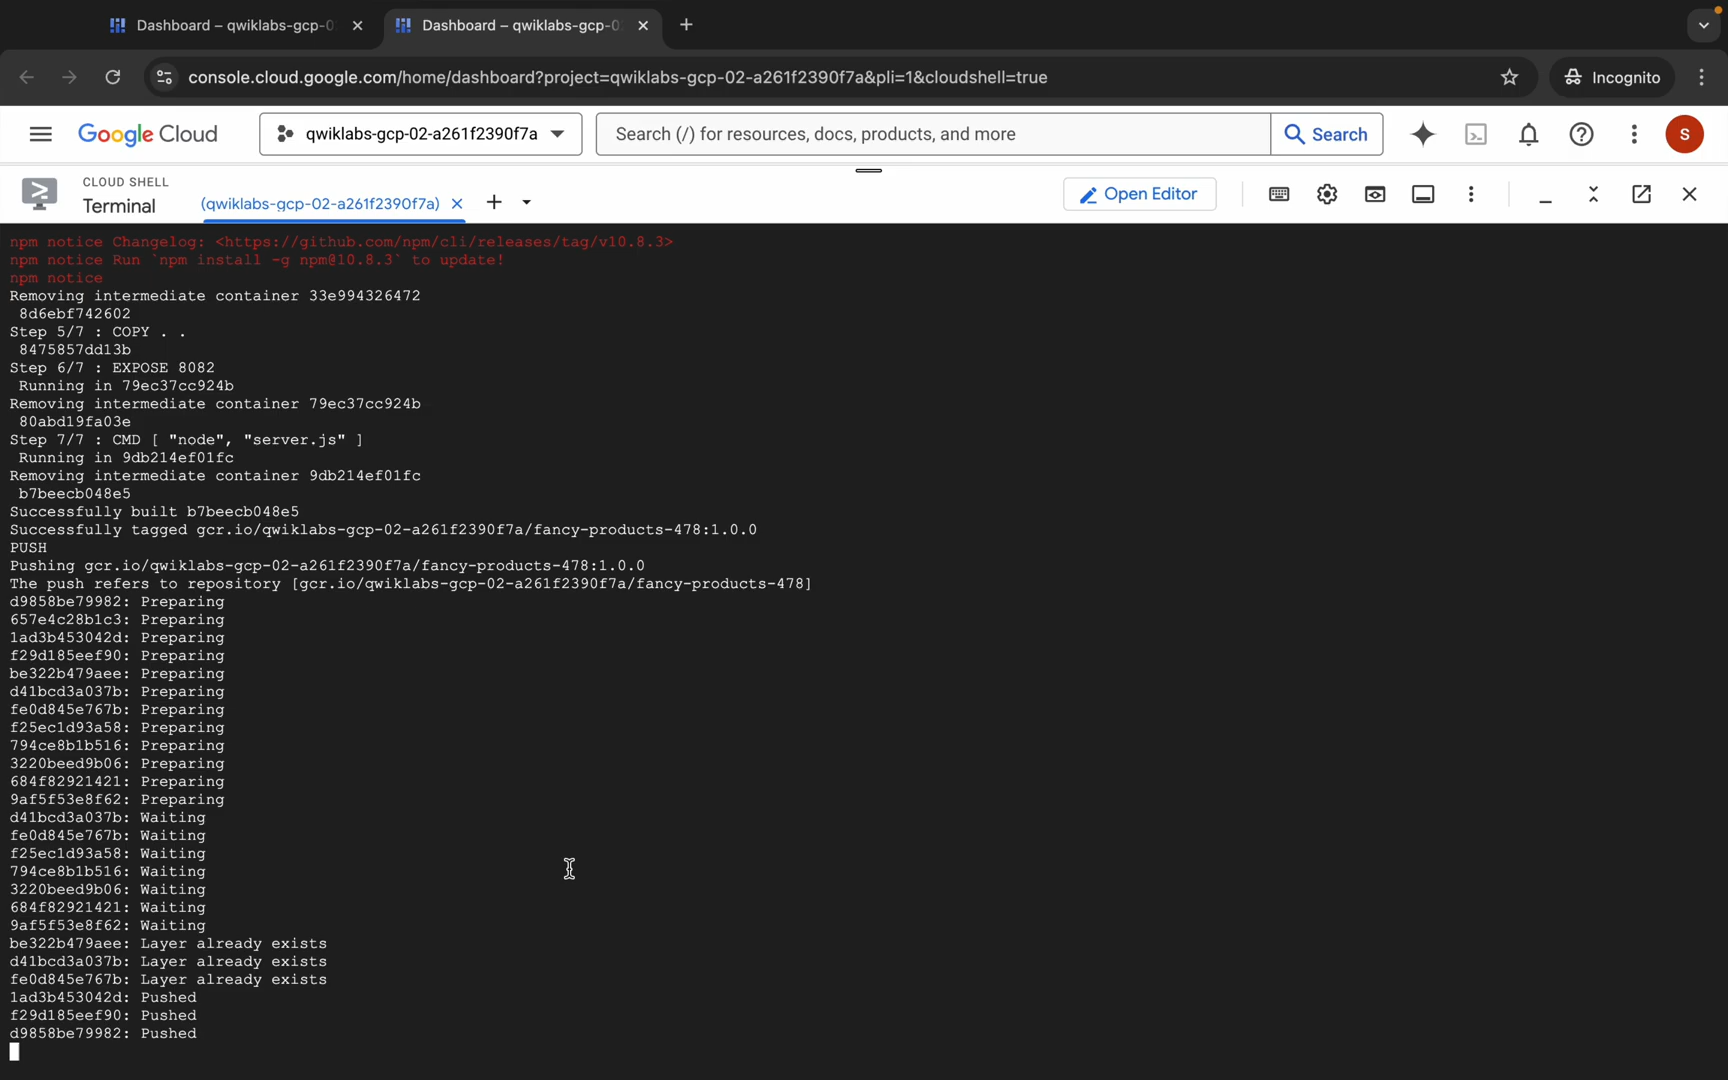 Dashboard – qwiklabs-gcp-0
Dashboard – qwiklabs-gcp-0
console.cloud.google.com/home/dashboard?project=qwiklabs-gcp-02-a261f2390f7a&pli=1&cloudshell=true
Incognito
Google Cloud
qwiklabs-gcp-02-a261f2390f7a
Search (/) for resources, docs, products, and more
Search
S
CLOUD SHELL
Terminal
(qwiklabs-gcp-02-a261f2390f7a)
Open Editor
npm notice Changelog: <https://github.com/npm/cli/releases/tag/v10.8.3>
npm notice Run `npm install -g npm@10.8.3` to update!
npm notice
Removing intermediate container 33e994326472
8d6ebf742602
Step 5/7 : COPY . .
8475857dd13b
Step 6/7 : EXPOSE 8082
Running in 79ec37cc924b
Removing intermediate container 79ec37cc924b
80abd19fa03e
Step 7/7 : CMD [ "node", "server.js" ]
Running in 9db214ef01fc
Removing intermediate container 9db214ef01fc
b7beecb048e5
Successfully built b7beecb048e5
Successfully tagged gcr.io/qwiklabs-gcp-02-a261f2390f7a/fancy-products-478:1.0.0
PUSH
Pushing gcr.io/qwiklabs-gcp-02-a261f2390f7a/fancy-products-478:1.0.0
The push refers to repository [gcr.io/qwiklabs-gcp-02-a261f2390f7a/fancy-products-478]
d9858be79982: Preparing
657e4c28b1c3: Preparing
1ad3b453042d: Preparing
f29d185eef90: Preparing
be322b479aee: Preparing
d41bcd3a037b: Preparing
fe0d845e767b: Preparing
f25ec1d93a58: Preparing
794ce8b1b516: Preparing
3220beed9b06: Preparing
684f82921421: Preparing
9af5f53e8f62: Preparing
d41bcd3a037b: Waiting
fe0d845e767b: Waiting
f25ec1d93a58: Waiting
794ce8b1b516: Waiting
3220beed9b06: Waiting
684f82921421: Waiting
9af5f53e8f62: Waiting
be322b479aee: Layer already exists
d41bcd3a037b: Layer already exists
fe0d845e767b: Layer already exists
1ad3b453042d: Pushed
f29d185eef90: Pushed
d9858be79982: Pushed